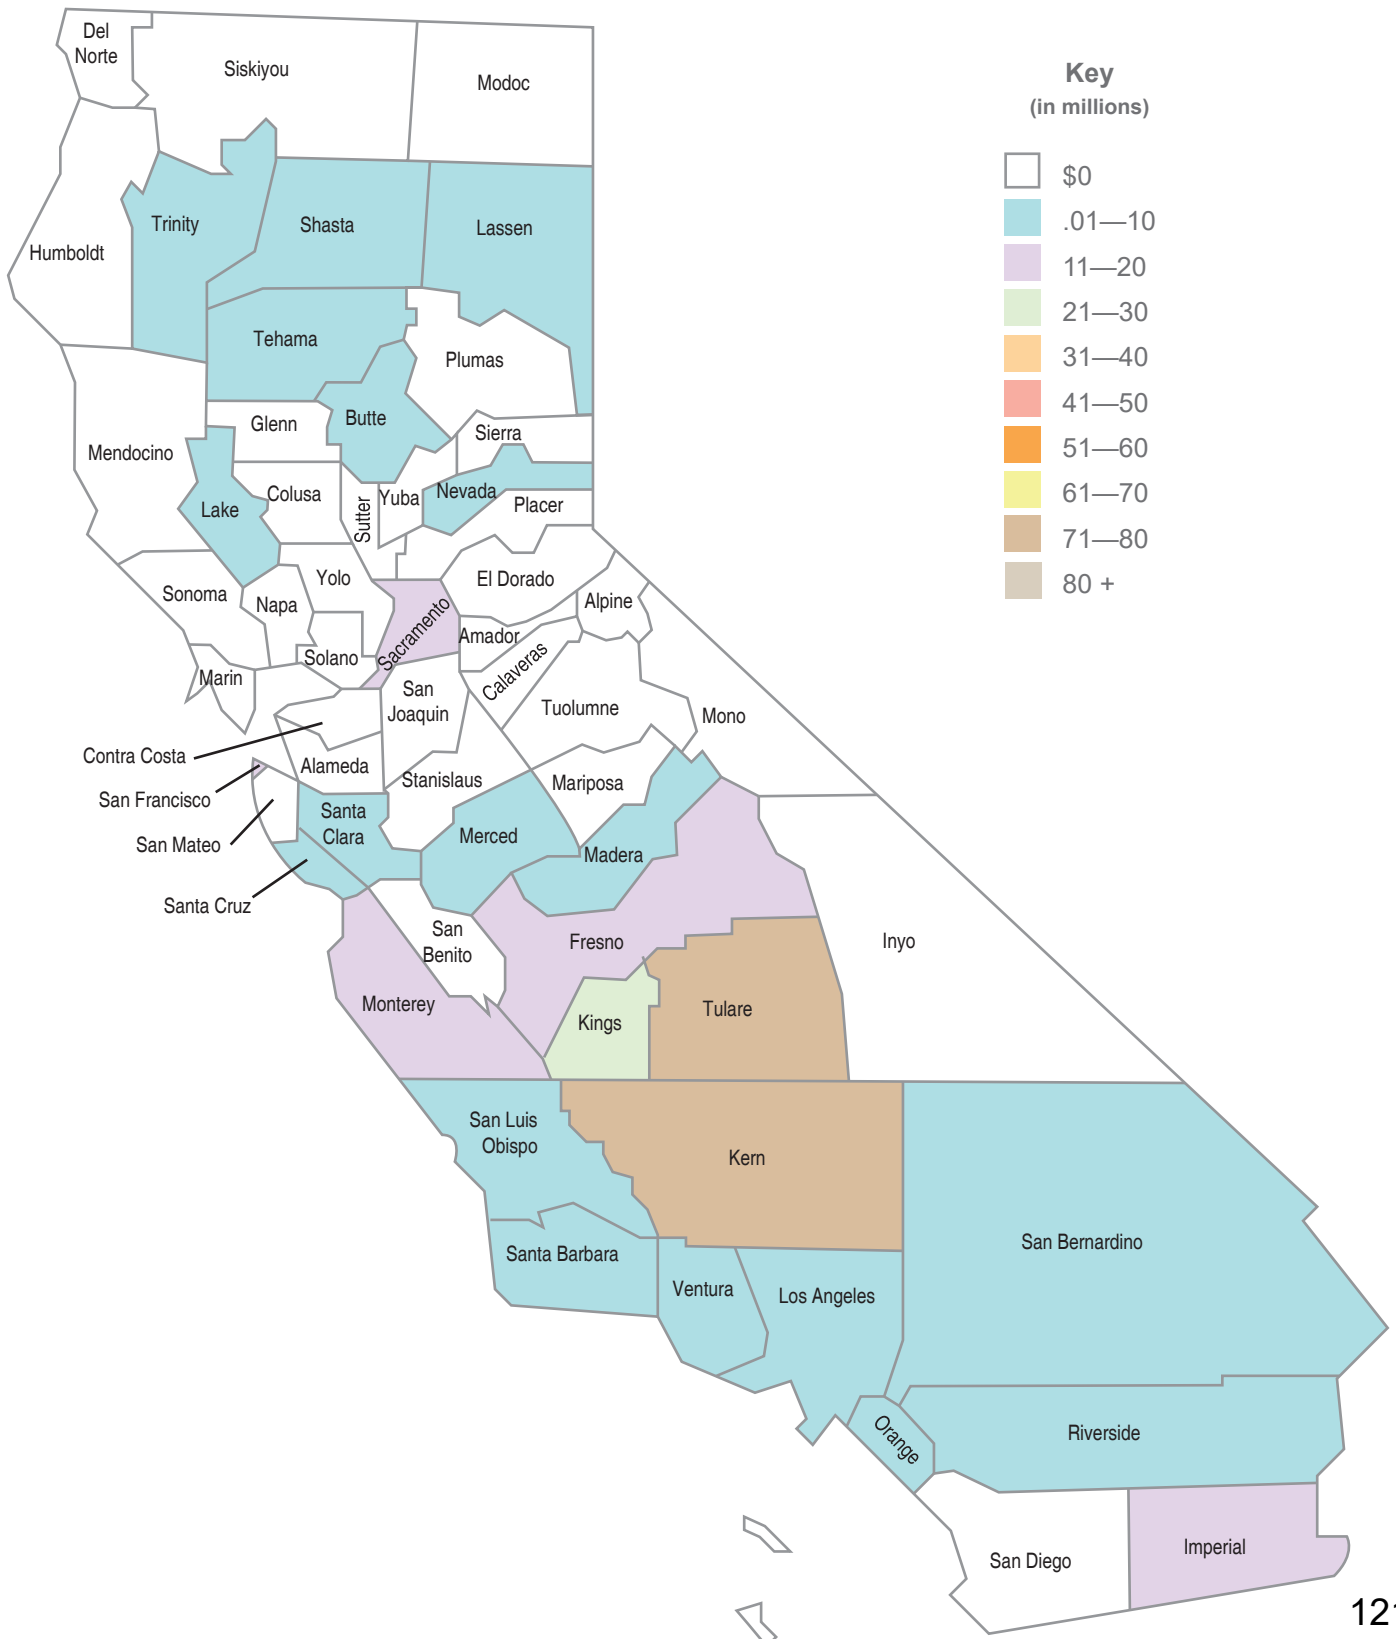 Del
Norte
Siskiyou
Modoc
Key
(in millions)
$0
.01—10
11—20
21—30
31—40
41—50
51—60
61—70
71—80
80 +
Trinity
Shasta
Lassen
Humboldt
Tehama
Plumas
Butte
Glenn
Sierra
Mendocino
Nevada
Colusa
Yuba
Placer
Lake
Sutter
Yolo
El Dorado
Sonoma
Napa
Alpine
Sacramento
Amador
Solano
Calaveras
Marin
San
Joaquin
Tuolumne
Mono
Contra Costa
Alameda
Stanislaus
Mariposa
San Francisco
Santa
Clara
Merced
San Mateo
Madera
Santa Cruz
San
Benito
Fresno
Inyo
Monterey
Kings
Tulare
San Luis
Obispo
Kern
Santa Barbara
San Bernardino
Ventura
Los Angeles
Orange
Riverside
San Diego
Imperial
121